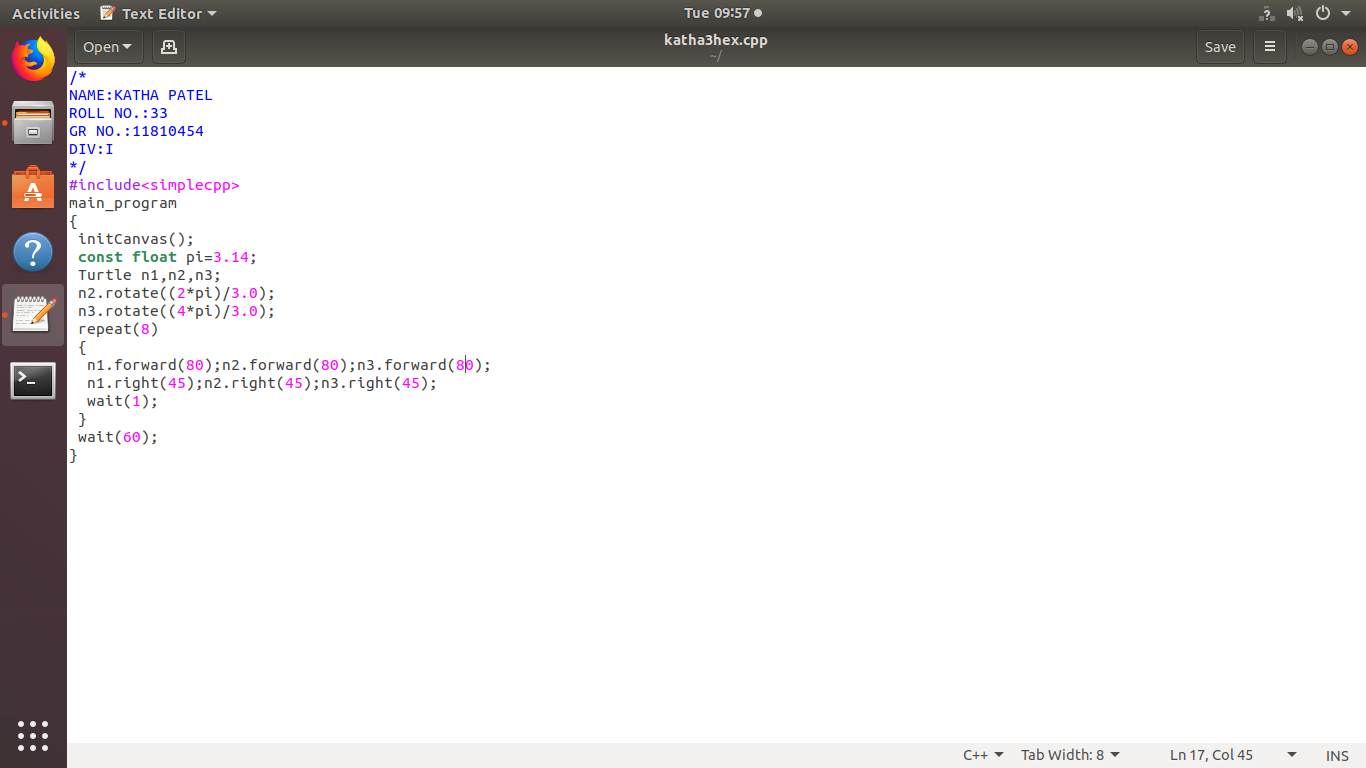 Activities Text Editor Tue 09:57
Open katha3hex.cpp Save
~/
/*
NAME:KATHA PATEL
ROLL NO.:33
GR NO.:11810454
DIV:I
*/
#include<simplecpp>
main_program
{
 initCanvas();
 const float pi=3.14;
 Turtle n1,n2,n3;
 n2.rotate((2*pi)/3.0);
 n3.rotate((4*pi)/3.0);
 repeat(8)
 {
  n1.forward(80);n2.forward(80);n3.forward(80);
  n1.right(45);n2.right(45);n3.right(45);
  wait(1);
 }
 wait(60);
}
C++ Tab Width: 8 Ln 17, Col 45 INS